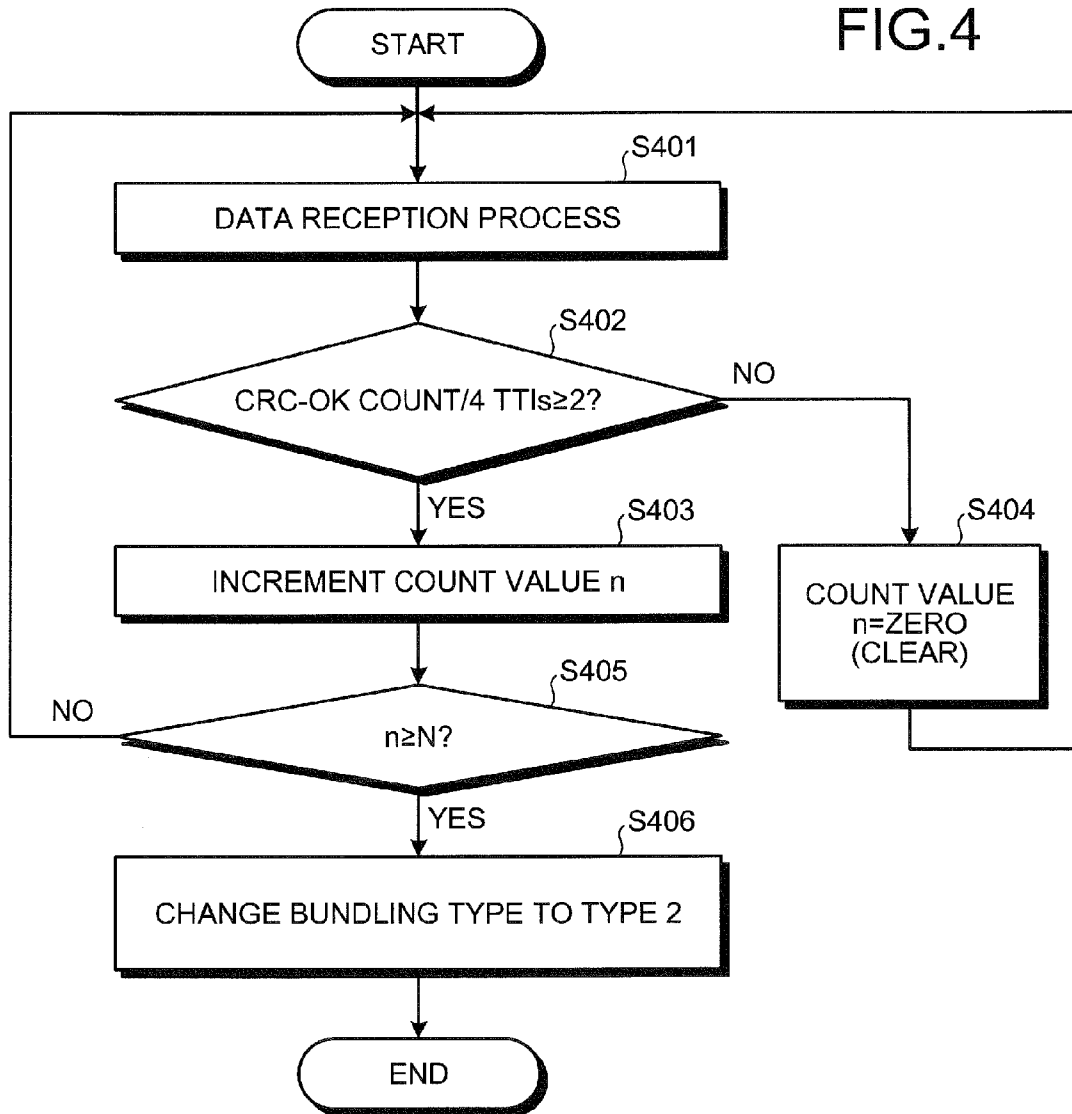 FIG.4
START
S401
DATA RECEPTION PROCESS
S402
CRC-OK COUNT/4 TTIs≥2?
NO
YES
S403
INCREMENT COUNT VALUE n
S404
COUNT VALUE
n=ZERO
(CLEAR)
S405
n≥N?
NO
YES
S406
CHANGE BUNDLING TYPE TO TYPE 2
END